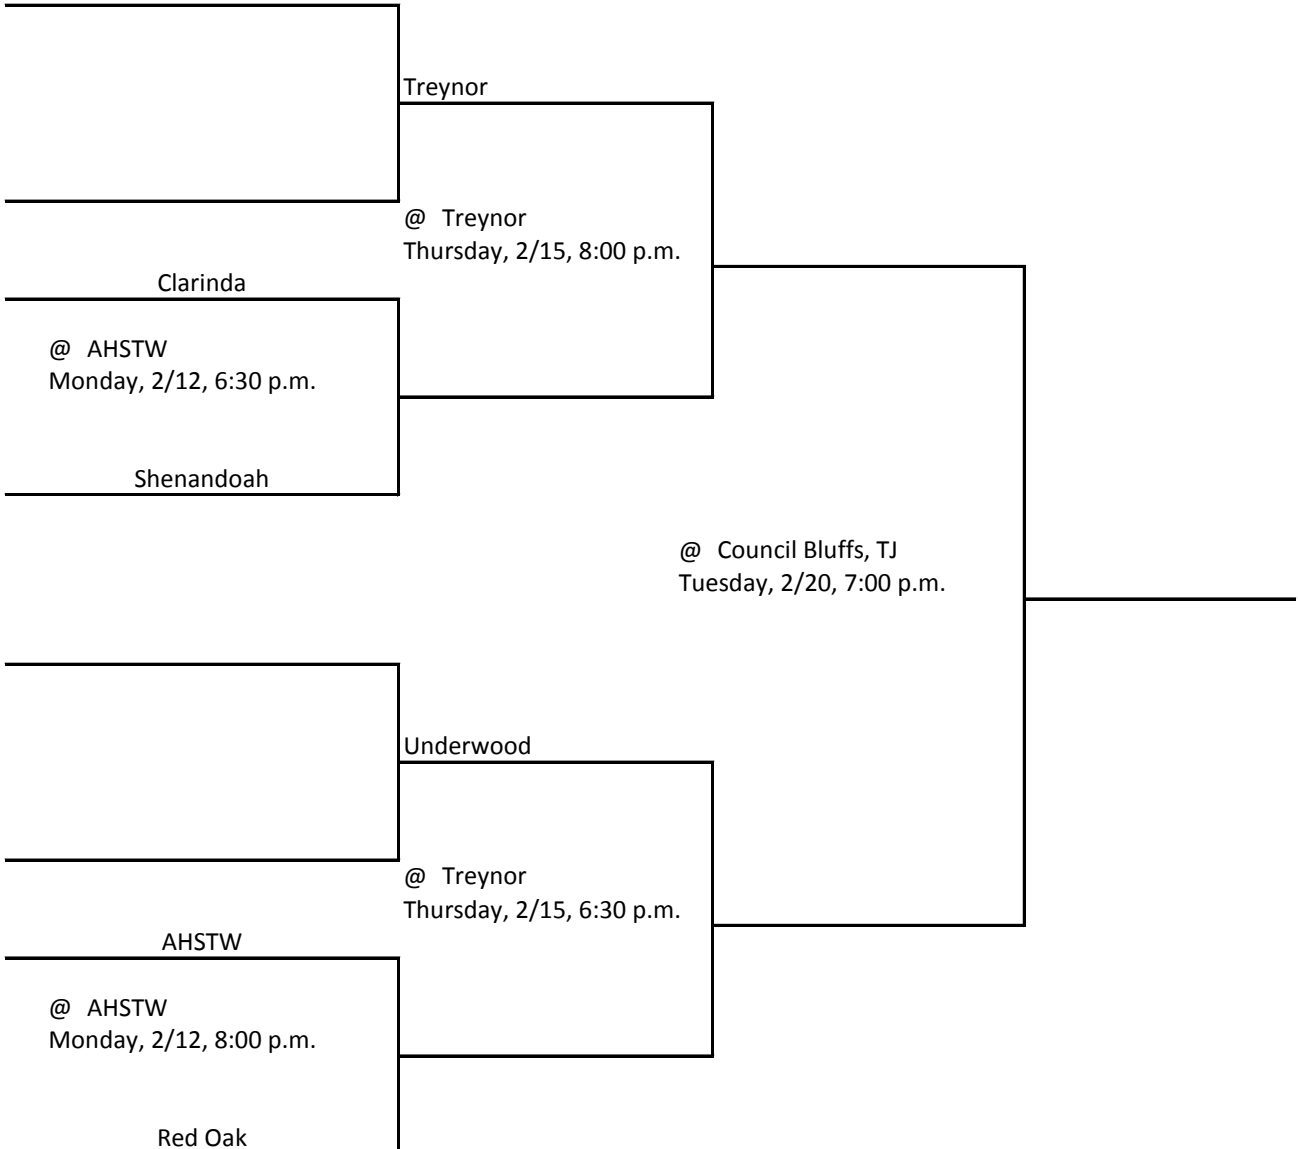 Treynor
@ Treynor
Thursday, 2/15, 8:00 p.m.
Clarinda
@ AHSTW
Monday, 2/12, 6:30 p.m.
Shenandoah
@ Council Bluffs, TJ
Tuesday, 2/20, 7:00 p.m.
Underwood
@ Treynor
Thursday, 2/15, 6:30 p.m.
AHSTW
@ AHSTW
Monday, 2/12, 8:00 p.m.
Red Oak